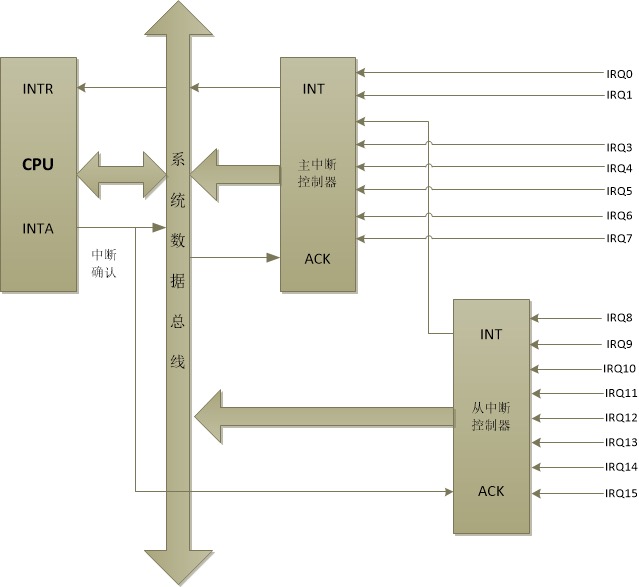 INTR
CPU
INTA
中断
确认
系统数据总线
INT
主中断
控制器
ACK
IRQ0
IRQ1
IRQ3
IRQ4
IRQ5
IRQ6
IRQ7
INT
从中断
控制器
ACK
IRQ8
IRQ9
IRQ10
IRQ11
IRQ12
IRQ13
IRQ14
IRQ15